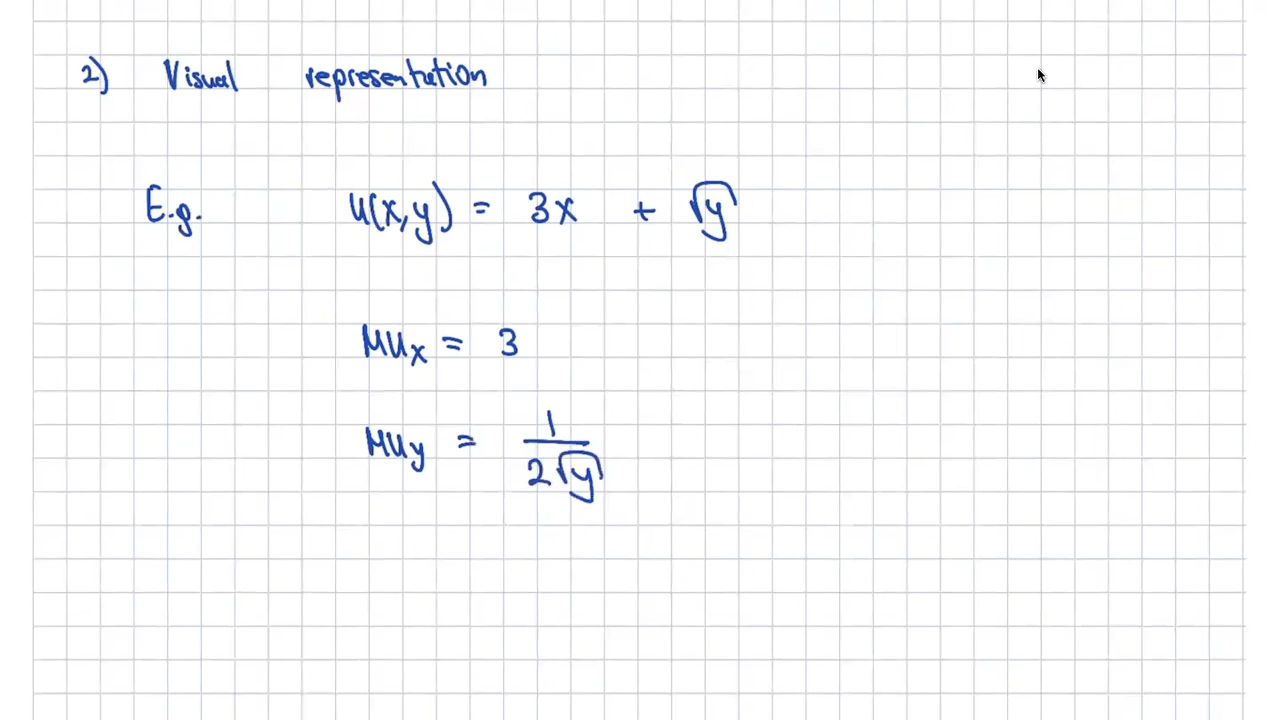 2) Visual representation
E.g. U(x,y) = 3x + √y
MUx = 3
MUy = 1/2√y